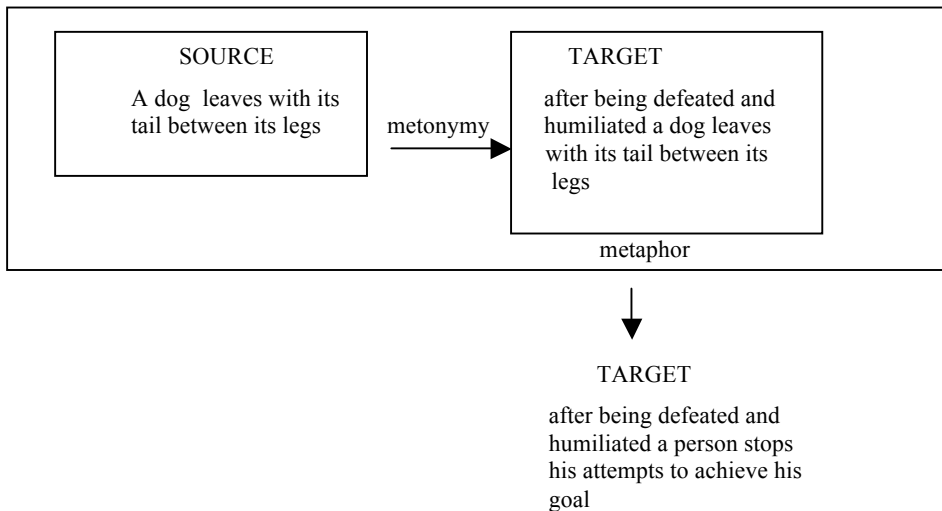 SOURCE
A dog leaves with its
tail between its legs
metonymy
TARGET
after being defeated and
humiliated a dog leaves
with its tail between its
legs
metaphor
TARGET
after being defeated and
humiliated a person stops
his attempts to achieve his
goal